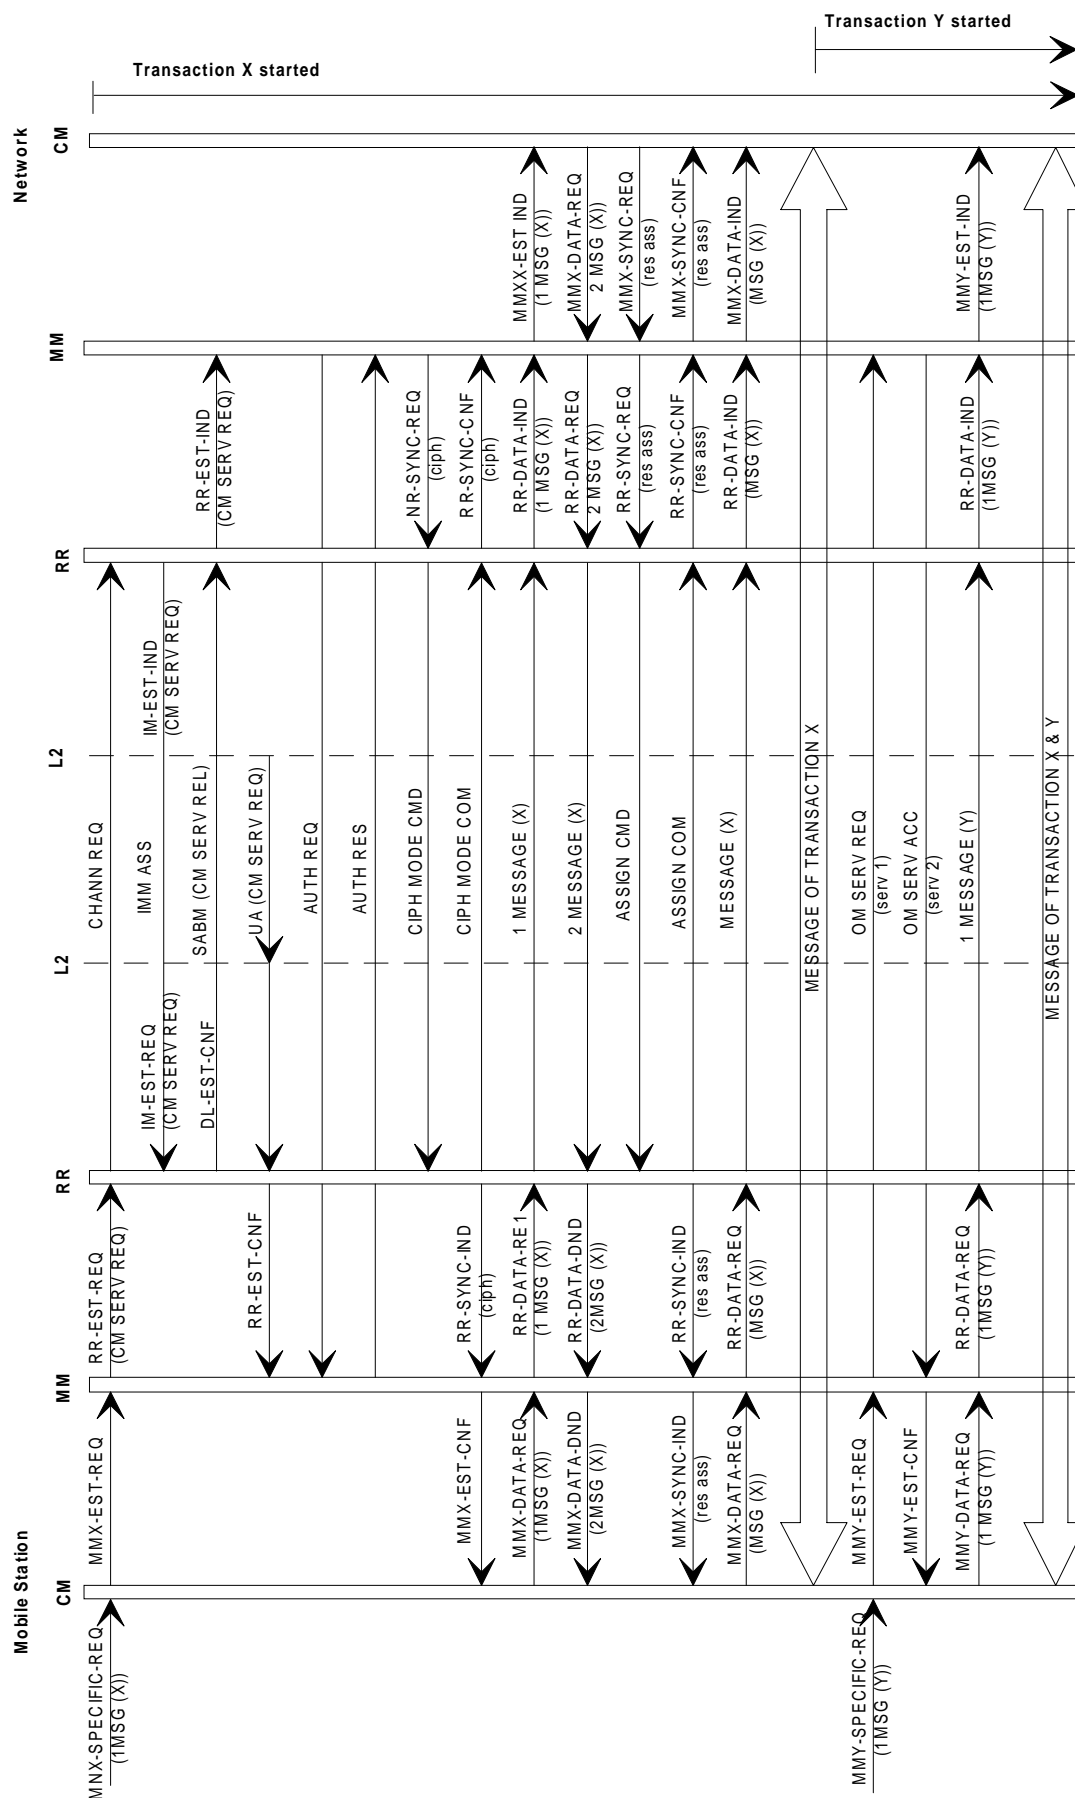 Transaction Y started
Transaction X started
Network
Mobile Station
CM
MM
RR
L2
L2
RR
MM
CM
MNX-SPECIFIC-REQ
(1MSG (X))
MMX-EST-REQ
RR-EST-REQ
(CM SERV REQ)
CHANN REQ
IM-EST-REQ
(CM SERV REQ)
IMM ASS
IM-EST-IND
(CM SERV REQ)
DL-EST-CNF
SABM (CM SERV REL)
RR-EST-IND
(CM SERV REQ)
RR-EST-CNF
UA (CM SERV REQ)
AUTH REQ
AUTH RES
CIPH MODE CMD
NR-SYNC-REQ
(ciph)
MMX-EST-CNF
RR-SYNC-IND
(ciph)
CIPH MODE COM
RR-SYNC-CNF
(ciph)
MMX-DATA-REQ
(1MSG (X))
RR-DATA-RE1
(1 MSG (X))
1 MESSAGE (X)
RR-DATA-IND
(1 MSG (X))
MMXX-EST IND
(1 MSG (X))
MMX-DATA-DND
(2MSG (X))
RR-DATA-DND
(2MSG (X))
2 MESSAGE (X)
RR-DATA-REQ
2 MSG (X))
MMX-DATA-REQ
2 MSG (X))
ASSIGN CMD
RR-SYNC-REQ
(res ass)
MMX-SYNC-REQ
(res ass)
MMX-SYNC-IND
(res ass)
RR-SYNC-IND
(res ass)
ASSIGN COM
RR-SYNC-CNF
(res ass)
MMX-SYNC-CNF
(res ass)
MMX-DATA-REQ
(MSG (X))
RR-DATA-REQ
(MSG (X))
MESSAGE (X)
RR-DATA-IND
(MSG (X))
MMX-DATA-IND
(MSG (X))
MESSAGE OF TRANSACTION X
MMY-SPECIFIC-REQ
(1MSG (Y))
MMY-EST-REQ
OM SERV REQ
(serv 1)
MMY-EST-CNF
OM SERV ACC
(serv 2)
MMY-DATA-REQ
(1 MSG (Y))
RR-DATA-REQ
(1MSG (Y))
1 MESSAGE (Y)
RR-DATA-IND
(1MSG (Y))
MMY-EST-IND
(1MSG (Y))
MESSAGE OF TRANSACTION X & Y